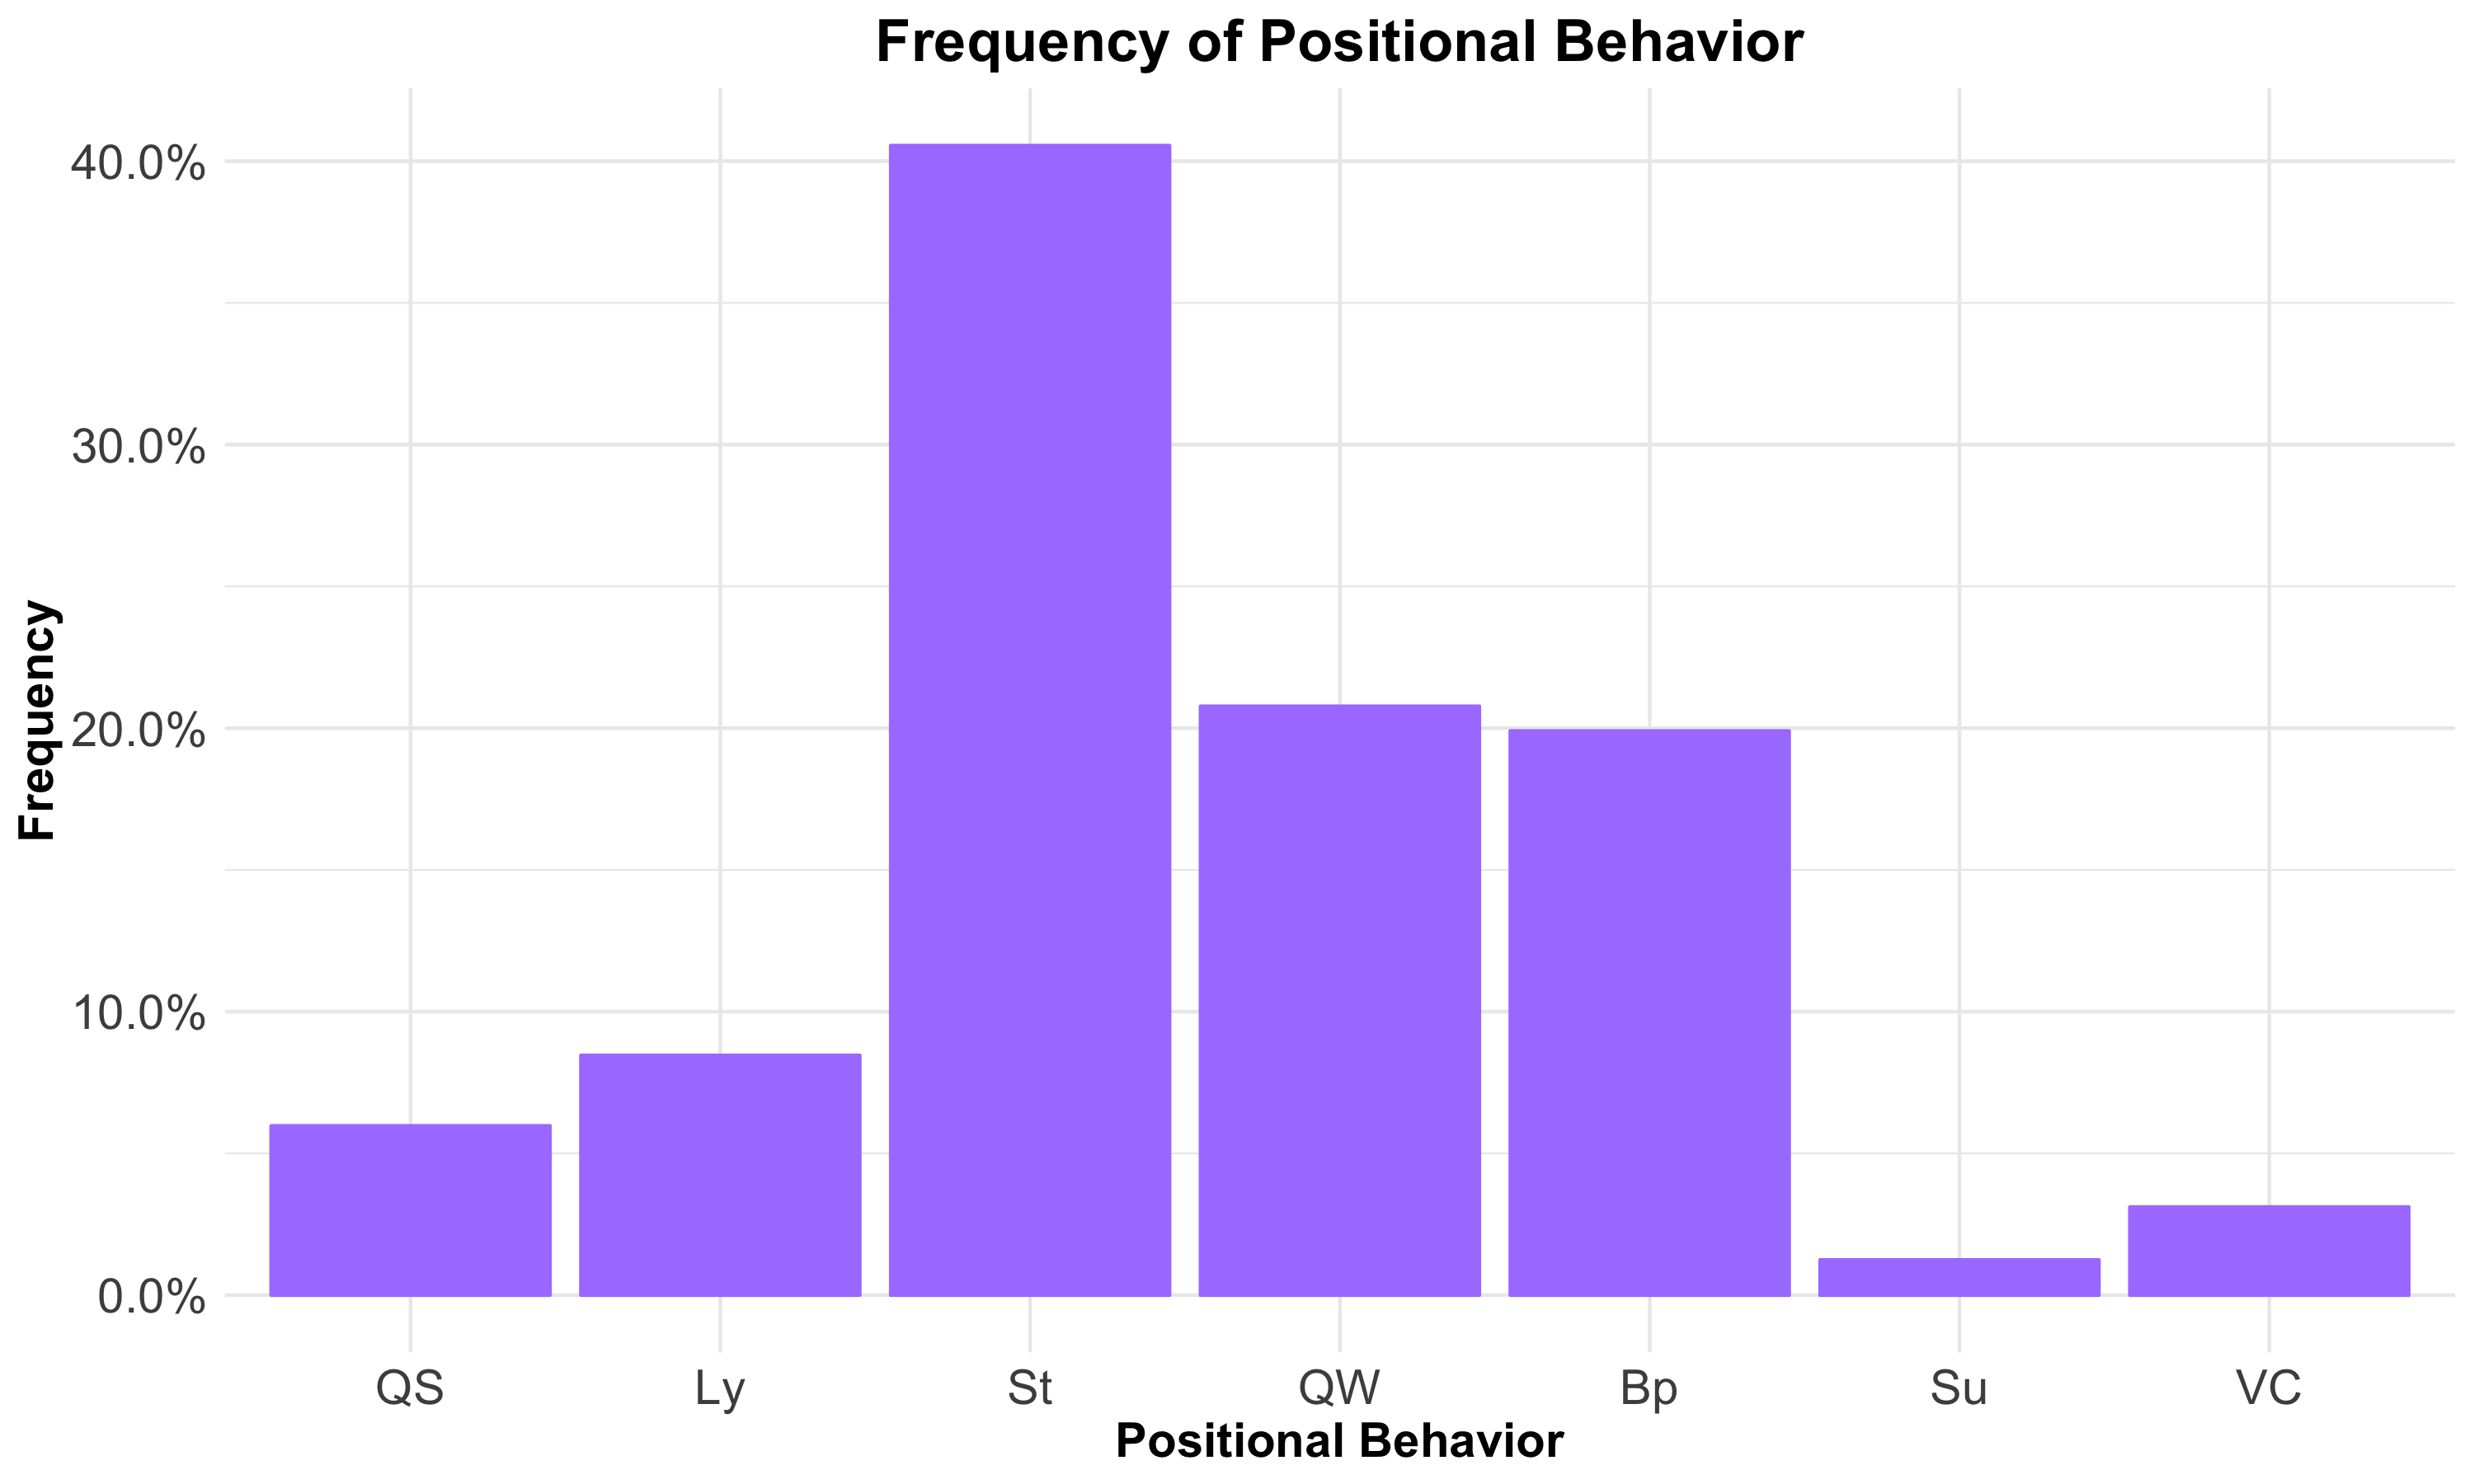 Frequency of Positional Behavior
Frequency
40.0%
30.0%
20.0%
10.0%
0.0%
QS Ly St QW Bp Su VC
Positional Behavior